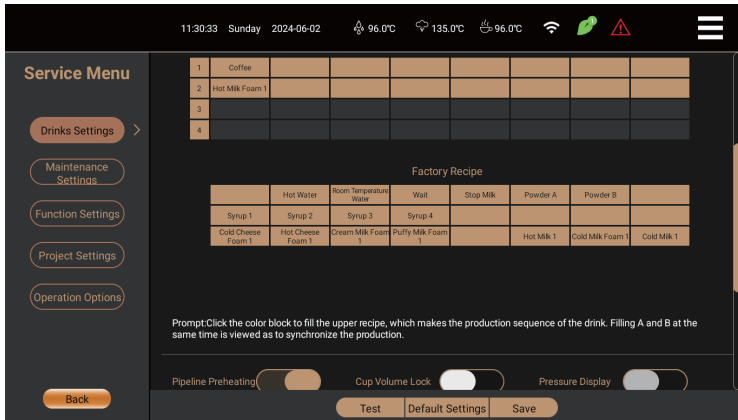 11:30:33 Sunday 2024-06-02 96.0℃ 135.0℃ 96.0℃ 1
Service Menu
Drinks Settings
Maintenance
Settings
Function Settings
Project Settings
Operation Options
Back
1 Coffee
2 Hot Milk Foam 1
3
4
Factory Recipe
Hot Water Room Temperature Water Wait Stop Milk Powder A Powder B
Syrup 1 Syrup 2 Syrup 3 Syrup 4
Cold Cheese Foam 1 Hot Cheese Foam 1 Cream Milk Foam 1 Puffy Milk Foam 1 Hot Milk 1 Cold Milk Foam 1 Cold Milk 1
Prompt:Click the color block to fill the upper recipe, which makes the production sequence of the drink. Filling A and B at the
same time is viewed as to synchronize the production.
Pipeline Preheating Cup Volume Lock Pressure Display
Test Default Settings Save